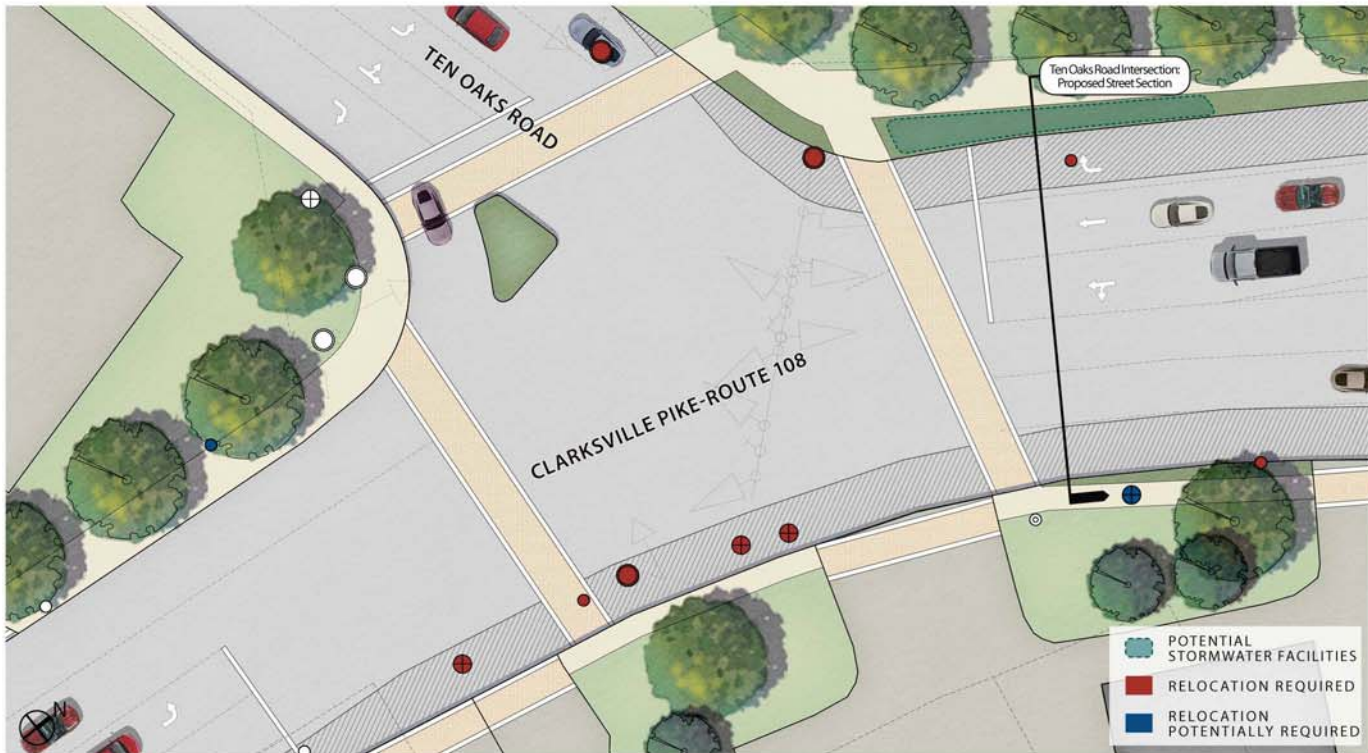 TEN OAKS ROAD
Ten Oaks Road Intersection:
Proposed Street Section
CLARKSVILLE PIKE-ROUTE 108
N
POTENTIAL
STORMWATER FACILITIES
RELOCATION REQUIRED
RELOCATION
POTENTIALLY REQUIRED